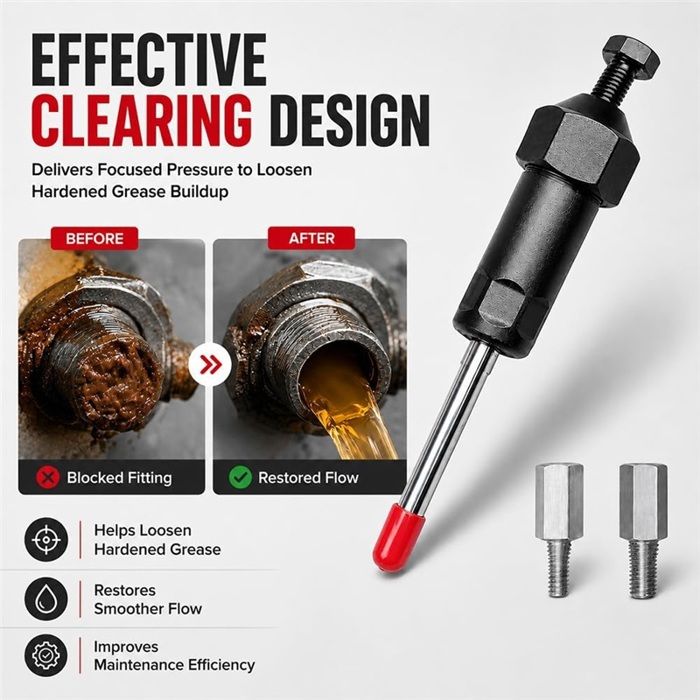 EFFECTIVE
CLEARING DESIGN
Delivers Focused Pressure to Loosen
Hardened Grease Buildup
BEFORE
AFTER
Blocked Fitting
Restored Flow
Helps Loosen
Hardened Grease
Restores
Smoother Flow
Improves
Maintenance Efficiency